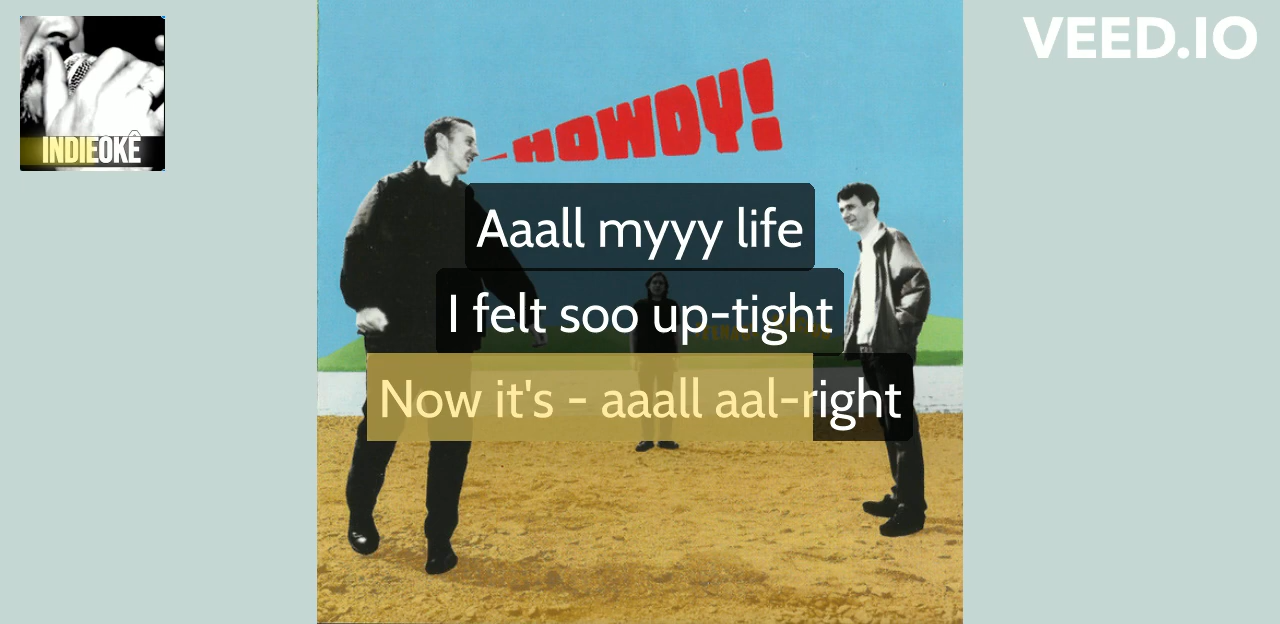 VEED.IO
INDIEOKÊ
HOWDY!
Aaall myyy life
I felt soo up-tight
Now it's - aaall aal-right